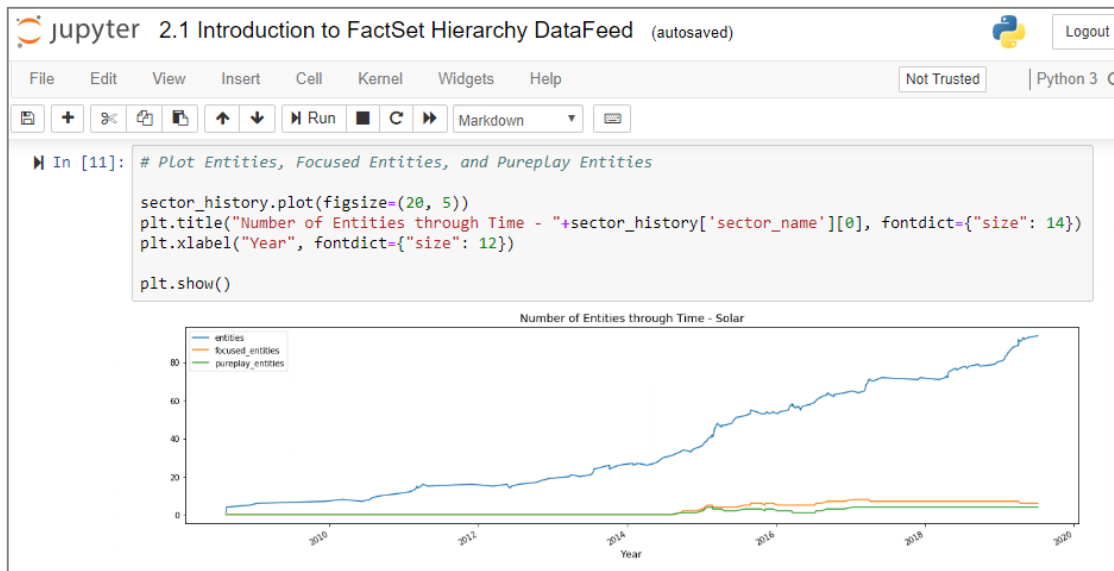 jupyter 2.1 Introduction to FactSet Hierarchy DataFeed (autosaved) Logout
File Edit View Insert Cell Kernel Widgets Help Not Trusted Python 3
Run Markdown
In [11]: # Plot Entities, Focused Entities, and Pureplay Entities
sector_history.plot(figsize=(20, 5))
plt.title("Number of Entities through Time - "+sector_history['sector_name'][0], fontdict={"size": 14})
plt.xlabel("Year", fontdict={"size": 12})
plt.show()
Number of Entities through Time - Solar
entities
focused_entities
pureplay_entities
80
60
40
20
0
2010 2012 2014 2016 2018 2020
Year